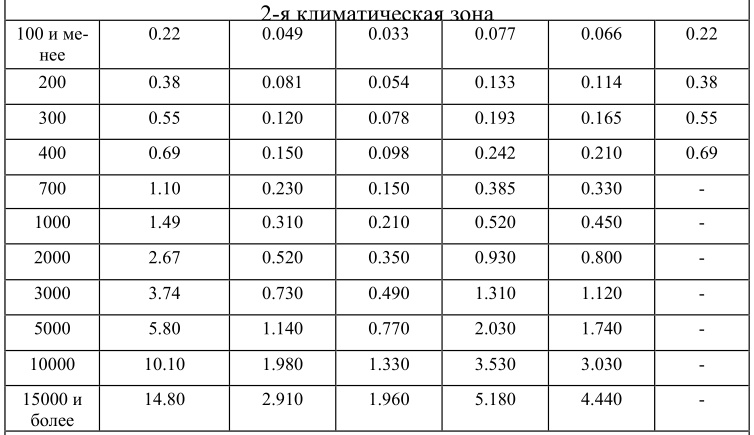 2-я климатическая зона
100 и ме- 0.22 0.049 0.033 0.077 0.066 0.22
нее
200 0.38 0.081 0.054 0.133 0.114 0.38
300 0.55 0.120 0.078 0.193 0.165 0.55
400 0.69 0.150 0.098 0.242 0.210 0.69
700 1.10 0.230 0.150 0.385 0.330 -
1000 1.49 0.310 0.210 0.520 0.450 -
2000 2.67 0.520 0.350 0.930 0.800 -
3000 3.74 0.730 0.490 1.310 1.120 -
5000 5.80 1.140 0.770 2.030 1.740 -
10000 10.10 1.980 1.330 3.530 3.030 -
15000 и 14.80 2.910 1.960 5.180 4.440 -
более